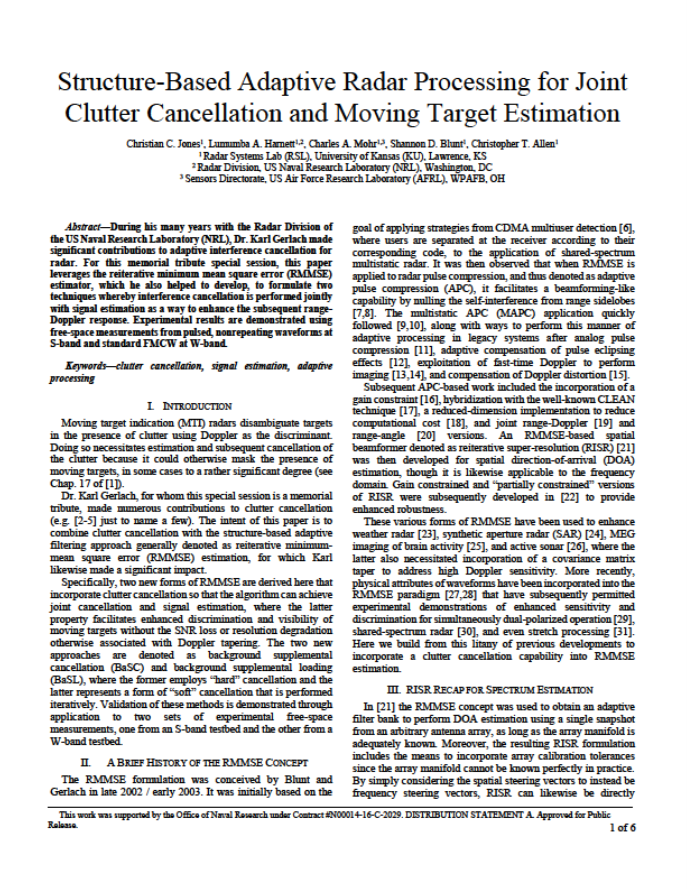 Structure-Based Adaptive Radar Processing for Joint
Clutter Cancellation and Moving Target Estimation
Christian C. Jones¹, Lumumba A. Harnett¹,², Charles A. Mohr¹,³, Shannon D. Blunt¹, Christopher T. Allen¹
¹ Radar Systems Lab (RSL), University of Kansas (KU), Lawrence, KS
² Radar Division, US Naval Research Laboratory (NRL), Washington, DC
³ Sensors Directorate, US Air Force Research Laboratory (AFRL), WPAFB, OH
Abstract—During his many years with the Radar Division of
the US Naval Research Laboratory (NRL), Dr. Karl Gerlach made
significant contributions to adaptive interference cancellation for
radar. For this memorial tribute special session, this paper
leverages the reiterative minimum mean square error (RMMSE)
estimator, which he also helped to develop, to formulate two
techniques whereby interference cancellation is performed jointly
with signal estimation as a way to enhance the subsequent range-
Doppler response. Experimental results are demonstrated using
free-space measurements from pulsed, nonrepeating waveforms at
S-band and standard FMCW at W-band.
Keywords—clutter cancellation, signal estimation, adaptive
processing
I. INTRODUCTION
Moving target indication (MTI) radars disambiguate targets
in the presence of clutter using Doppler as the discriminant.
Doing so necessitates estimation and subsequent cancellation of
the clutter because it could otherwise mask the presence of
moving targets, in some cases to a rather significant degree (see
Chap. 17 of [1]).
Dr. Karl Gerlach, for whom this special session is a memorial
tribute, made numerous contributions to clutter cancellation
(e.g. [2-5] just to name a few). The intent of this paper is to
combine clutter cancellation with the structure-based adaptive
filtering approach generally denoted as reiterative minimum-
mean square error (RMMSE) estimation, for which Karl
likewise made a significant impact.
Specifically, two new forms of RMMSE are derived here that
incorporate clutter cancellation so that the algorithm can achieve
joint cancellation and signal estimation, where the latter
property facilitates enhanced discrimination and visibility of
moving targets without the SNR loss or resolution degradation
otherwise associated with Doppler tapering. The two new
approaches are denoted as background supplemental
cancellation (BaSC) and background supplemental loading
(BaSL), where the former employs “hard” cancellation and the
latter represents a form of “soft” cancellation that is performed
iteratively. Validation of these methods is demonstrated through
application to two sets of experimental free-space
measurements, one from an S-band testbed and the other from a
W-band testbed.
II. A BRIEF HISTORY OF THE RMMSE CONCEPT
The RMMSE formulation was conceived by Blunt and
Gerlach in late 2002 / early 2003. It was initially based on the
goal of applying strategies from CDMA multiuser detection [6],
where users are separated at the receiver according to their
corresponding code, to the application of shared-spectrum
multistatic radar. It was then observed that when RMMSE is
applied to radar pulse compression, and thus denoted as adaptive
pulse compression (APC), it facilitates a beamforming-like
capability by nulling the self-interference from range sidelobes
[7,8]. The multistatic APC (MAPC) application quickly
followed [9,10], along with ways to perform this manner of
adaptive processing in legacy systems after analog pulse
compression [11], adaptive compensation of pulse eclipsing
effects [12], exploitation of fast-time Doppler to perform
imaging [13,14], and compensation of Doppler distortion [15].
Subsequent APC-based work included the incorporation of a
gain constraint [16], hybridization with the well-known CLEAN
technique [17], a reduced-dimension implementation to reduce
computational cost [18], and joint range-Doppler [19] and
range-angle [20] versions. An RMMSE-based spatial
beamformer denoted as reiterative super-resolution (RISR) [21]
was then developed for spatial direction-of-arrival (DOA)
estimation, though it is likewise applicable to the frequency
domain. Gain constrained and “partially constrained” versions
of RISR were subsequently developed in [22] to provide
enhanced robustness.
These various forms of RMMSE have been used to enhance
weather radar [23], synthetic aperture radar (SAR) [24], MEG
imaging of brain activity [25], and active sonar [26], where the
latter also necessitated incorporation of a covariance matrix
taper to address high Doppler sensitivity. More recently,
physical attributes of waveforms have been incorporated into the
RMMSE paradigm [27,28] that have subsequently permitted
experimental demonstrations of enhanced sensitivity and
discrimination for simultaneously dual-polarized operation [29],
shared-spectrum radar [30], and even stretch processing [31].
Here we build from this litany of previous developments to
incorporate a clutter cancellation capability into RMMSE
estimation.
III. RISR RECAP FOR SPECTRUM ESTIMATION
In [21] the RMMSE concept was used to obtain an adaptive
filter bank to perform DOA estimation using a single snapshot
from an arbitrary antenna array, as long as the array manifold is
adequately known. Moreover, the resulting RISR formulation
includes the means to incorporate array calibration tolerances
since the array manifold cannot be known perfectly in practice.
By simply considering the spatial steering vectors to instead be
frequency steering vectors, RISR can likewise be directly
This work was supported by the Office of Naval Research under Contract #N00014-16-C-2029. DISTRIBUTION STATEMENT A. Approved for Public
Release.
1 of 6